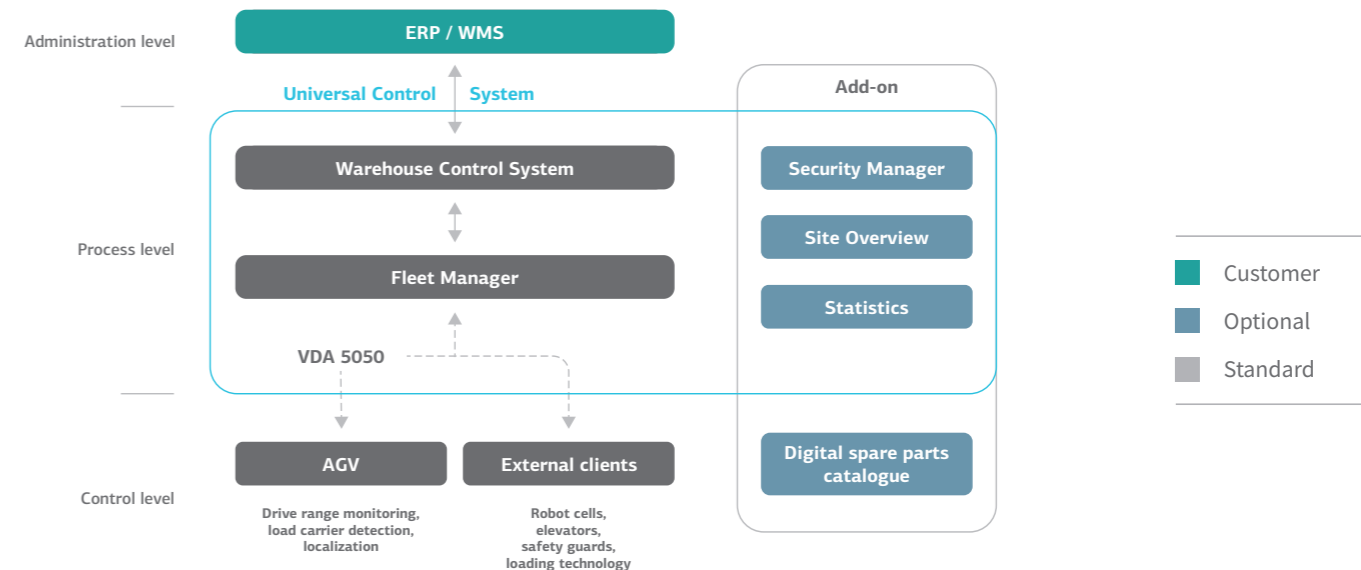 Administration level
ERP / WMS
Universal Control System
Add-on
Warehouse Control System
Security Manager
Process level
Site Overview
Fleet Manager
Statistics
VDA 5050
Customer
Optional
Standard
Control level
AGV
External clients
Digital spare parts
catalogue
Drive range monitoring,
load carrier detection,
localization
Robot cells,
elevators,
safety guards,
loading technology